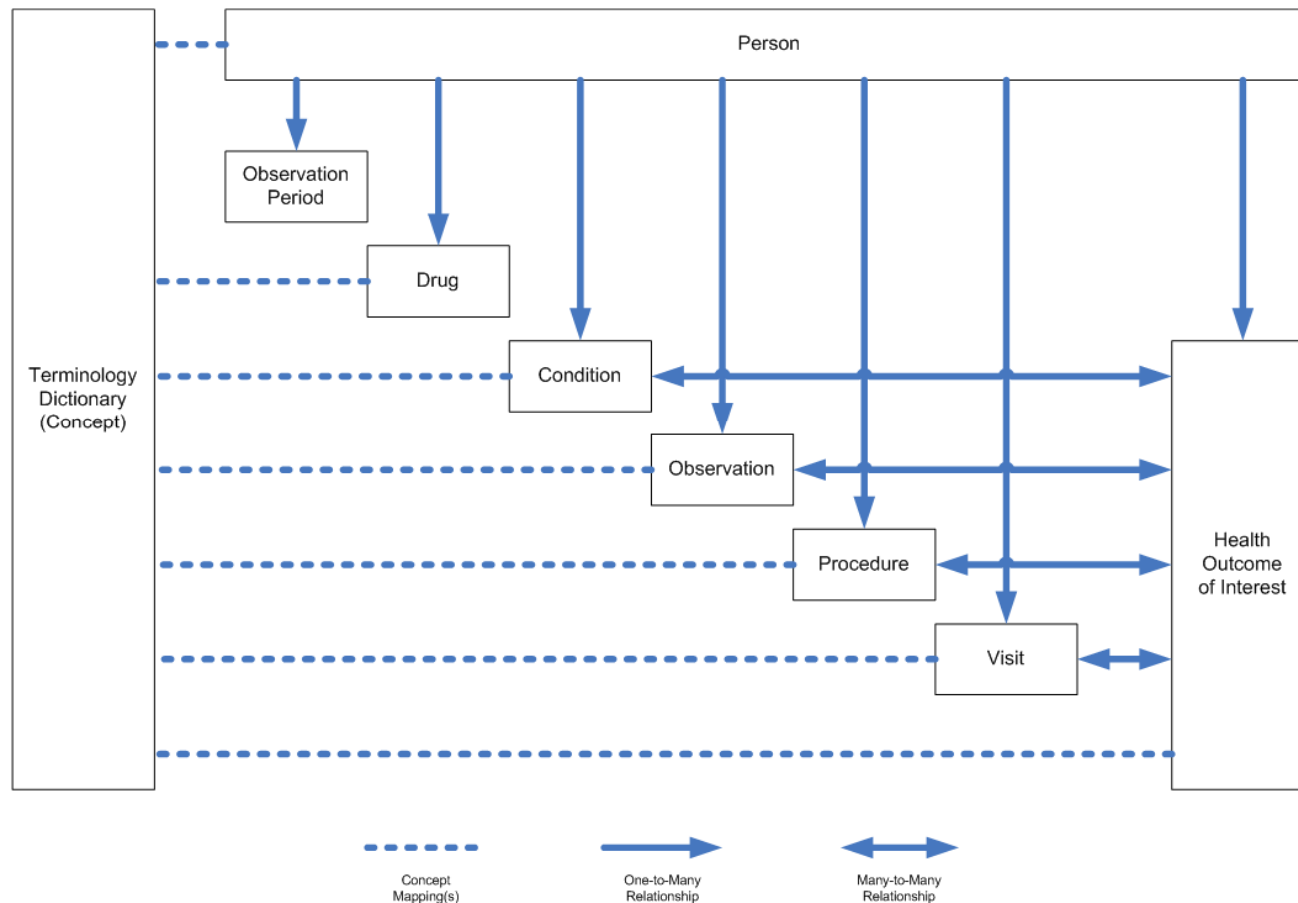 Person
Observation
Period
Drug
Terminology
Dictionary
(Concept)
Condition
Observation
Procedure
Health
Outcome
of Interest
Visit
Concept
Mapping(s)
One-to-Many
Relationship
Many-to-Many
Relationship